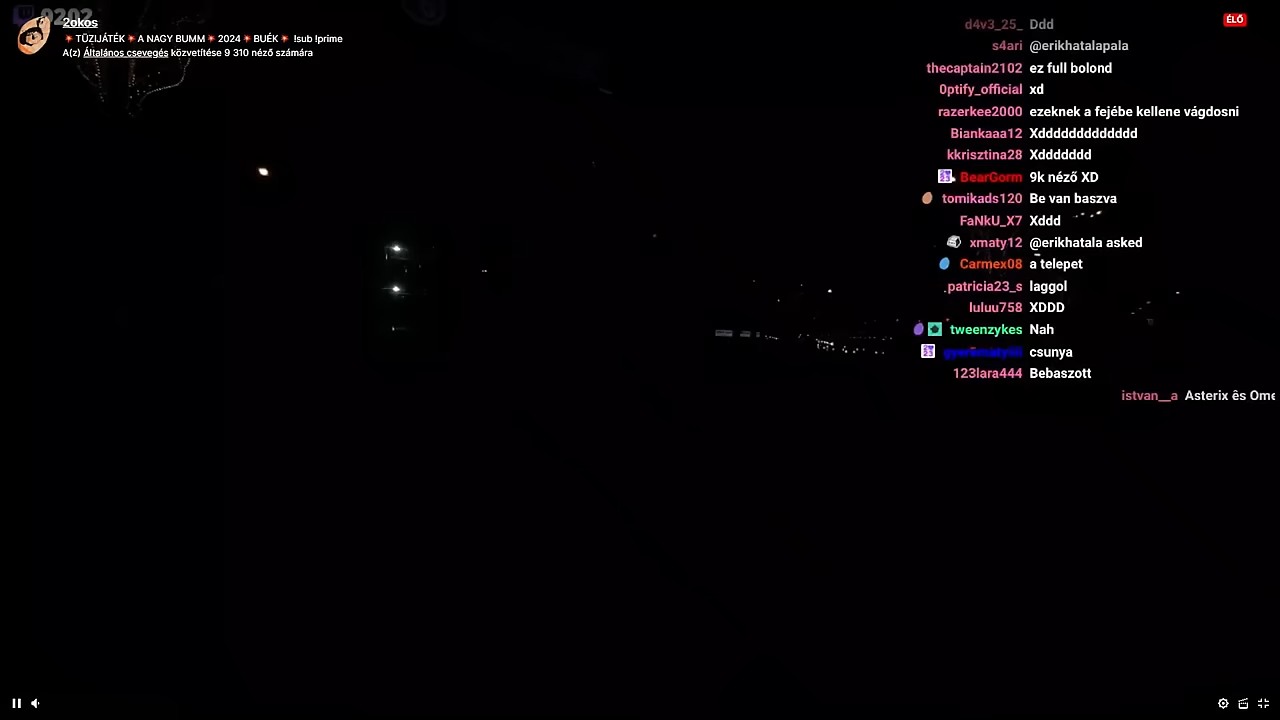 2okos
💥 TŰZIJÁTÉK 💥 A NAGY BUMM 💥 2024 💥 BUÉK 💥 !sub !prime
A(z) Általános csevegés közvetítése 9 310 néző számára
ÉLŐ
d4v3_25_ Ddd
s4ari @erikhatalapala
thecaptain2102 ez full bolond
0ptify_official xd
razerkee2000 ezeknek a fejébe kellene vágdosni
Biankaaa12 Xddddddddddddd
kkrisztina28 Xddddddd
BearGorm 9k néző XD
tomikads120 Be van baszva
FaNkU_X7 Xddd
xmaty12 @erikhatala asked
Carmex08 a telepet
patricia23_s laggol
luluu758 XDDD
tweenzykes Nah
csunya
123lara444 Bebaszott
istvan__a Asterix ês Ome